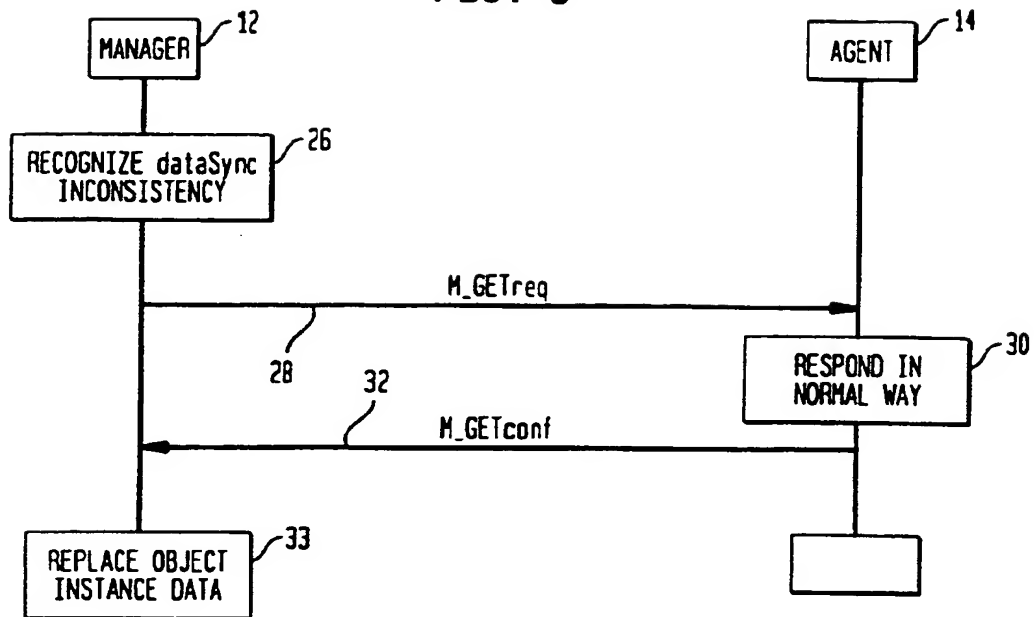 MANAGER
12
AGENT
14
RECOGNIZE dataSync
INCONSISTENCY
26
M_GETreq
28
RESPOND IN
NORMAL WAY
30
32
M_GETconf
REPLACE OBJECT
INSTANCE DATA
33